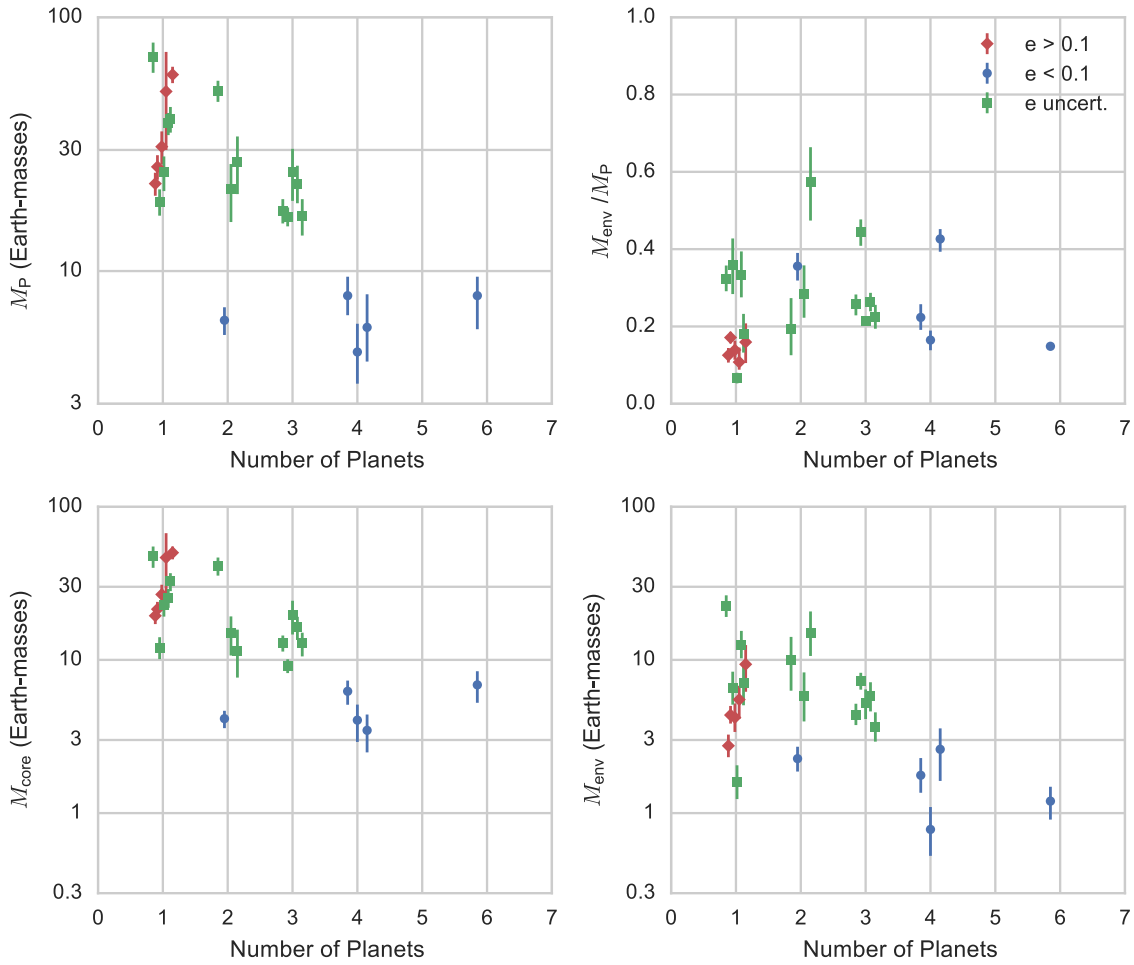 100
30
10
3
0 1 2 3 4 5 6 7
Number of Planets
M_P (Earth-masses)
1.0
0.8
0.6
0.4
0.2
0.0
0 1 2 3 4 5 6 7
Number of Planets
M_env / M_P
e > 0.1
e < 0.1
e uncert.
100
30
10
3
1
0.3
0 1 2 3 4 5 6 7
Number of Planets
M_core (Earth-masses)
100
30
10
3
1
0.3
0 1 2 3 4 5 6 7
Number of Planets
M_env (Earth-masses)